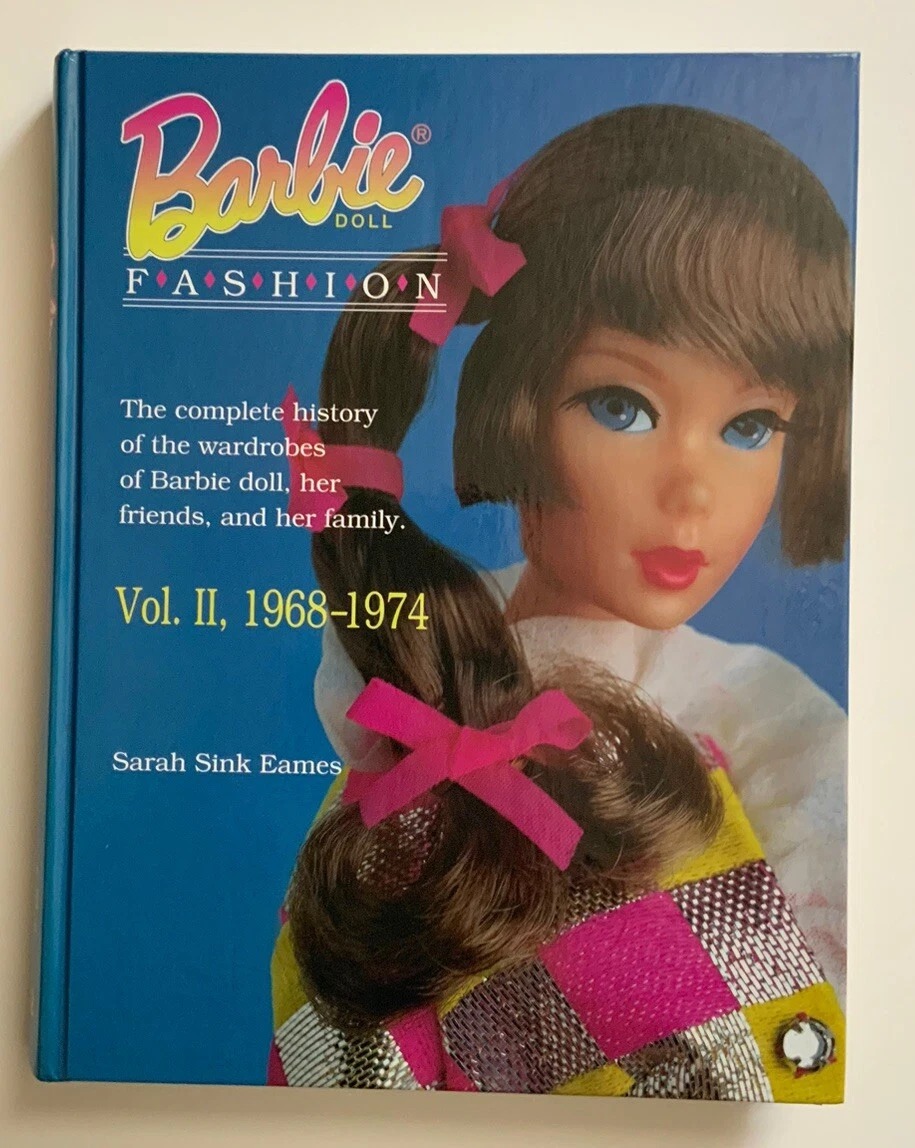 Barbie®
DOLL
F•A•S•H•I•O•N
The complete history
of the wardrobes
of Barbie doll, her
friends, and her family.
Vol. II, 1968–1974
Sarah Sink Eames